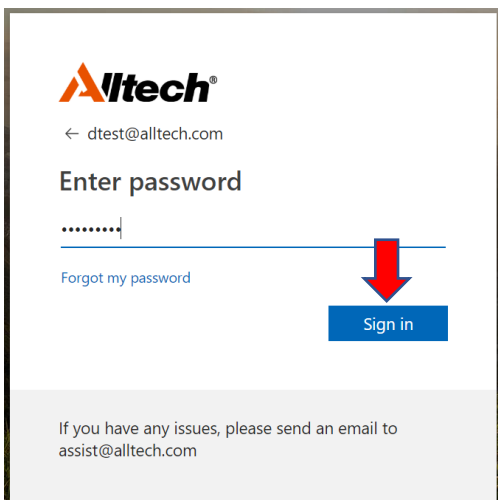 Alltech®
← dtest@alltech.com
Enter password
•••••••••
Forgot my password
Sign in
If you have any issues, please send an email to
assist@alltech.com